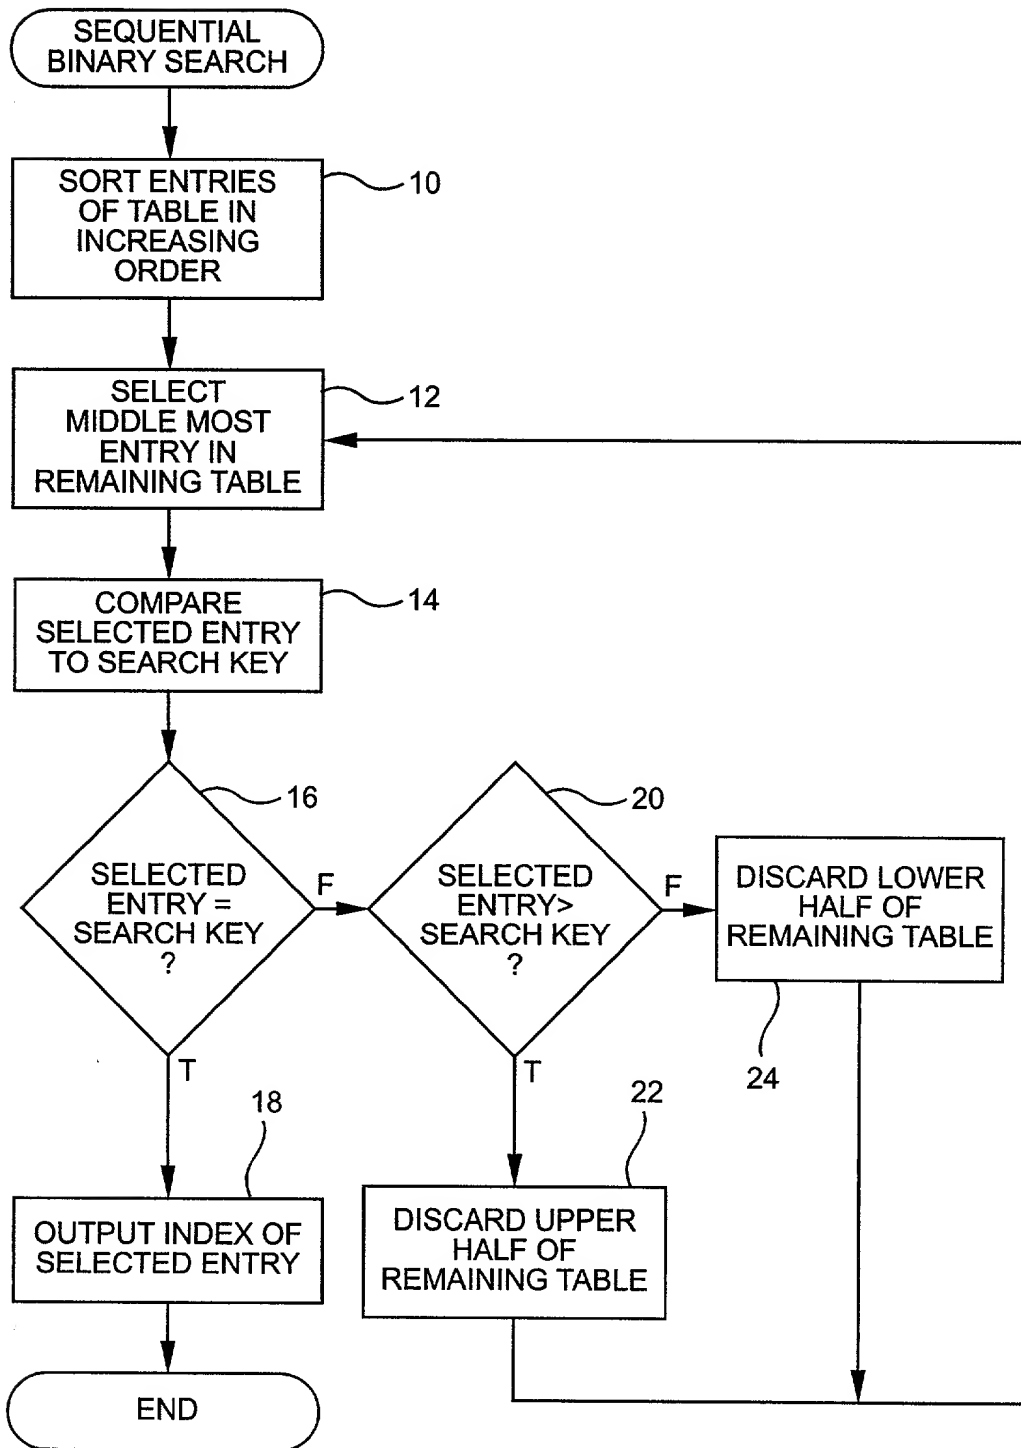 SEQUENTIAL
BINARY SEARCH
SORT ENTRIES
OF TABLE IN
INCREASING
ORDER
10
SELECT
MIDDLE MOST
ENTRY IN
REMAINING TABLE
12
COMPARE
SELECTED ENTRY
TO SEARCH KEY
14
SELECTED
ENTRY =
SEARCH KEY
?
16
F
T
SELECTED
ENTRY>
SEARCH KEY
?
20
F
T
DISCARD LOWER
HALF OF
REMAINING TABLE
24
OUTPUT INDEX OF
SELECTED ENTRY
18
DISCARD UPPER
HALF OF
REMAINING TABLE
22
END